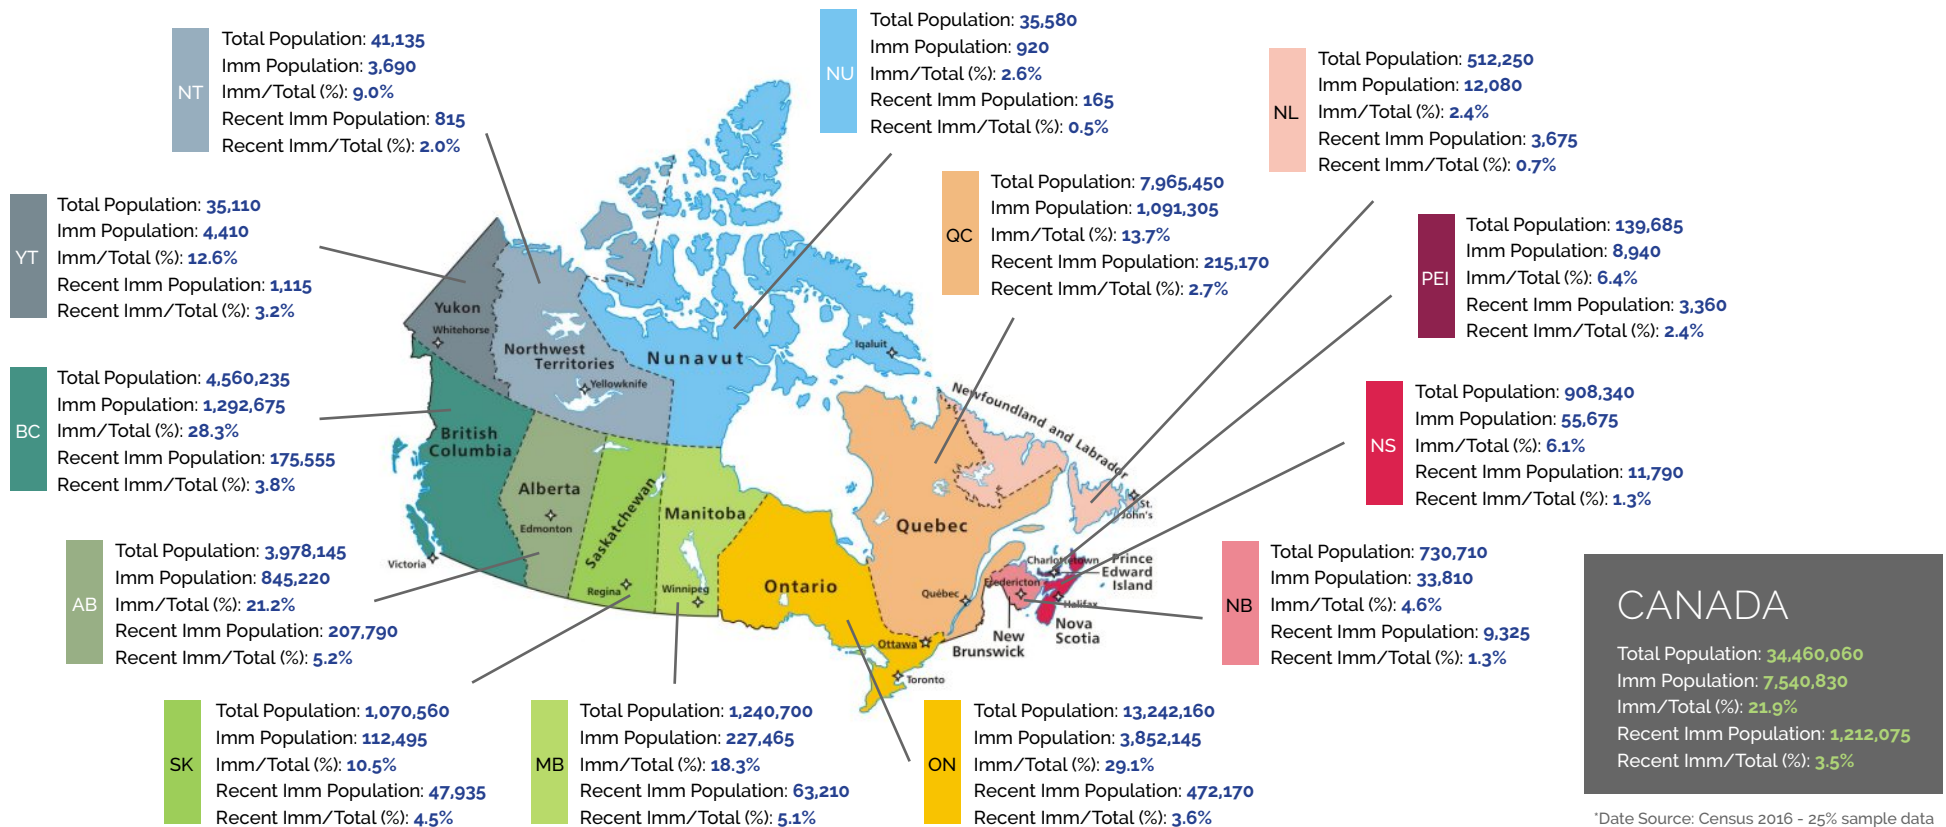 NT
Total Population: 41,135
Imm Population: 3,690
Imm/Total (%): 9.0%
Recent Imm Population: 815
Recent Imm/Total (%): 2.0%
NU
Total Population: 35,580
Imm Population: 920
Imm/Total (%): 2.6%
Recent Imm Population: 165
Recent Imm/Total (%): 0.5%
NL
Total Population: 512,250
Imm Population: 12,080
Imm/Total (%): 2.4%
Recent Imm Population: 3,675
Recent Imm/Total (%): 0.7%
YT
Total Population: 35,110
Imm Population: 4,410
Imm/Total (%): 12.6%
Recent Imm Population: 1,115
Recent Imm/Total (%): 3.2%
QC
Total Population: 7,965,450
Imm Population: 1,091,305
Imm/Total (%): 13.7%
Recent Imm Population: 215,170
Recent Imm/Total (%): 2.7%
PEI
Total Population: 139,685
Imm Population: 8,940
Imm/Total (%): 6.4%
Recent Imm Population: 3,360
Recent Imm/Total (%): 2.4%
BC
Total Population: 4,560,235
Imm Population: 1,292,675
Imm/Total (%): 28.3%
Recent Imm Population: 175,555
Recent Imm/Total (%): 3.8%
NS
Total Population: 908,340
Imm Population: 55,675
Imm/Total (%): 6.1%
Recent Imm Population: 11,790
Recent Imm/Total (%): 1.3%
Yukon
Whitehorse
Northwest
Territories
Yellowknife
Nunavut
Iqaluit
Newfoundland and Labrador
St.
John's
British
Columbia
Victoria
Alberta
Edmonton
Saskatchewan
Regina
Manitoba
Winnipeg
Ontario
Ottawa
Toronto
Quebec
Québec
Charlottetown
Prince
Edward
Island
Fredericton
Halifax
Nova
Scotia
New
Brunswick
AB
Total Population: 3,978,145
Imm Population: 845,220
Imm/Total (%): 21.2%
Recent Imm Population: 207,790
Recent Imm/Total (%): 5.2%
NB
Total Population: 730,710
Imm Population: 33,810
Imm/Total (%): 4.6%
Recent Imm Population: 9,325
Recent Imm/Total (%): 1.3%
SK
Total Population: 1,070,560
Imm Population: 112,495
Imm/Total (%): 10.5%
Recent Imm Population: 47,935
Recent Imm/Total (%): 4.5%
MB
Total Population: 1,240,700
Imm Population: 227,465
Imm/Total (%): 18.3%
Recent Imm Population: 63,210
Recent Imm/Total (%): 5.1%
ON
Total Population: 13,242,160
Imm Population: 3,852,145
Imm/Total (%): 29.1%
Recent Imm Population: 472,170
Recent Imm/Total (%): 3.6%
CANADA
Total Population: 34,460,060
Imm Population: 7,540,830
Imm/Total (%): 21.9%
Recent Imm Population: 1,212,075
Recent Imm/Total (%): 3.5%
*Date Source: Census 2016 - 25% sample data